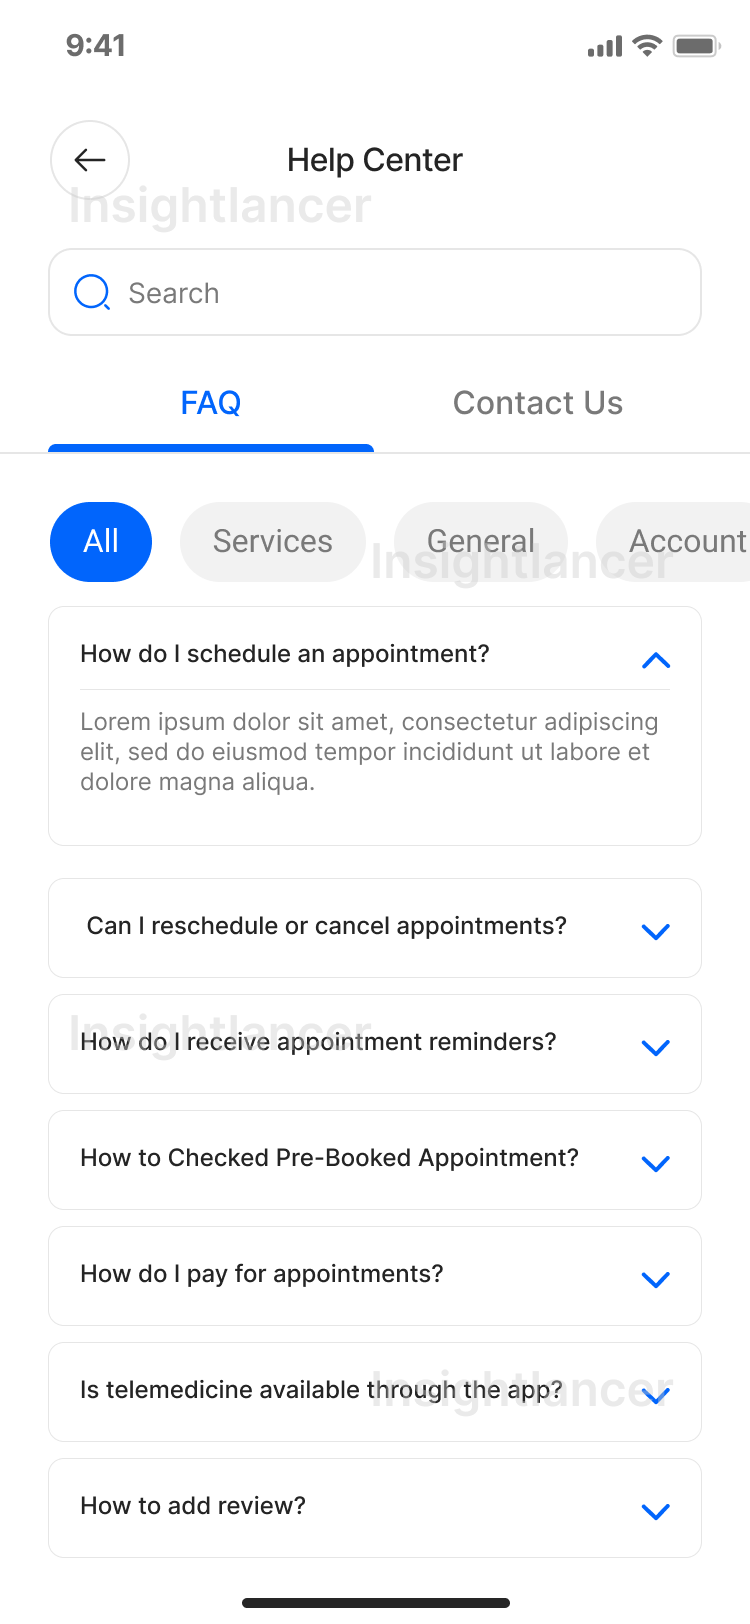 9:41
Help Center
Insightlancer
Search
FAQ
Contact Us
All
Services
General
Account
Insightlancer
How do I schedule an appointment?
Lorem ipsum dolor sit amet, consectetur adipiscing
elit, sed do eiusmod tempor incididunt ut labore et
dolore magna aliqua.
Can I reschedule or cancel appointments?
Insightlancer
How do I receive appointment reminders?
How to Checked Pre-Booked Appointment?
How do I pay for appointments?
Insightlancer
Is telemedicine available through the app?
How to add review?